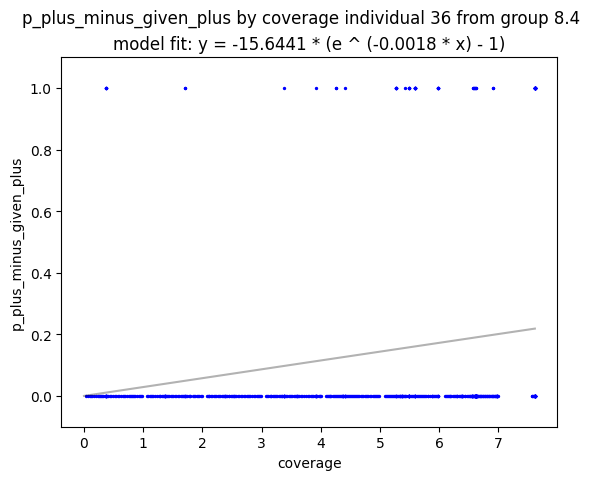 p_plus_minus_given_plus by coverage individual 36 from group 8.4
model fit: y = -15.6441 * (e ^ (-0.0018 * x) - 1)
1.0
0.8
0.6
0.4
0.2
0.0
p_plus_minus_given_plus
0 1 2 3 4 5 6 7
coverage